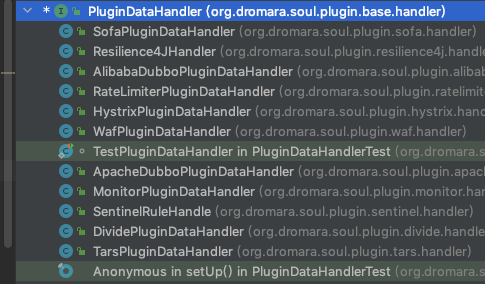 * PluginDataHandler (org.dromara.soul.plugin.base.handler)
SofaPluginDataHandler (org.dromara.soul.plugin.sofa.handler)
Resilience4JHandler (org.dromara.soul.plugin.resilience4j.handle
AlibabaDubboPluginDataHandler (org.dromara.soul.plugin.alibab
RateLimiterPluginDataHandler (org.dromara.soul.plugin.ratelimit
HystrixPluginDataHandler (org.dromara.soul.plugin.hystrix.handle
WafPluginDataHandler (org.dromara.soul.plugin.waf.handler)
TestPluginDataHandler in PluginDataHandlerTest (org.dromara.s
ApacheDubboPluginDataHandler (org.dromara.soul.plugin.apac
MonitorPluginDataHandler (org.dromara.soul.plugin.monitor.han
SentinelRuleHandle (org.dromara.soul.plugin.sentinel.handler)
DividePluginDataHandler (org.dromara.soul.plugin.divide.handler)
TarsPluginDataHandler (org.dromara.soul.plugin.tars.handler)
Anonymous in setUp() in PluginDataHandlerTest (org.dromara.s